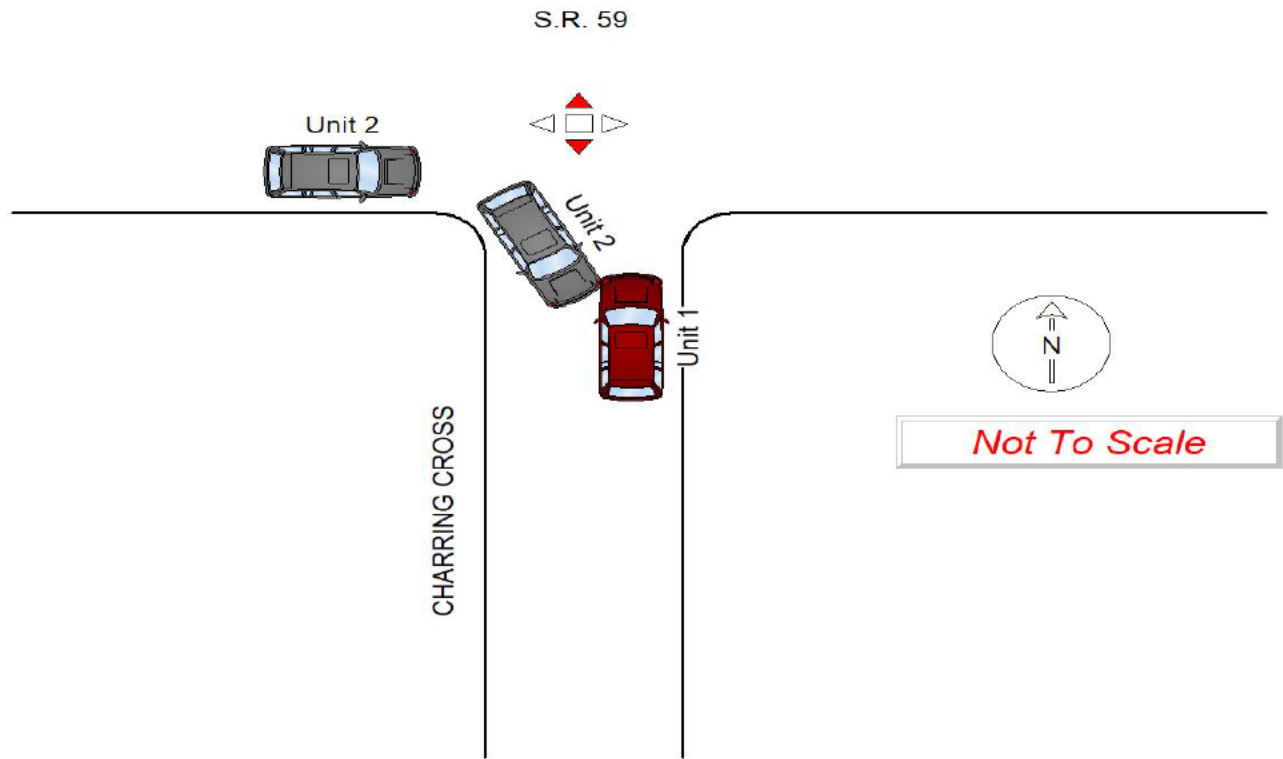 S.R. 59
Unit 2
Unit 2
Unit 1
N
Not To Scale
CHARRING CROSS